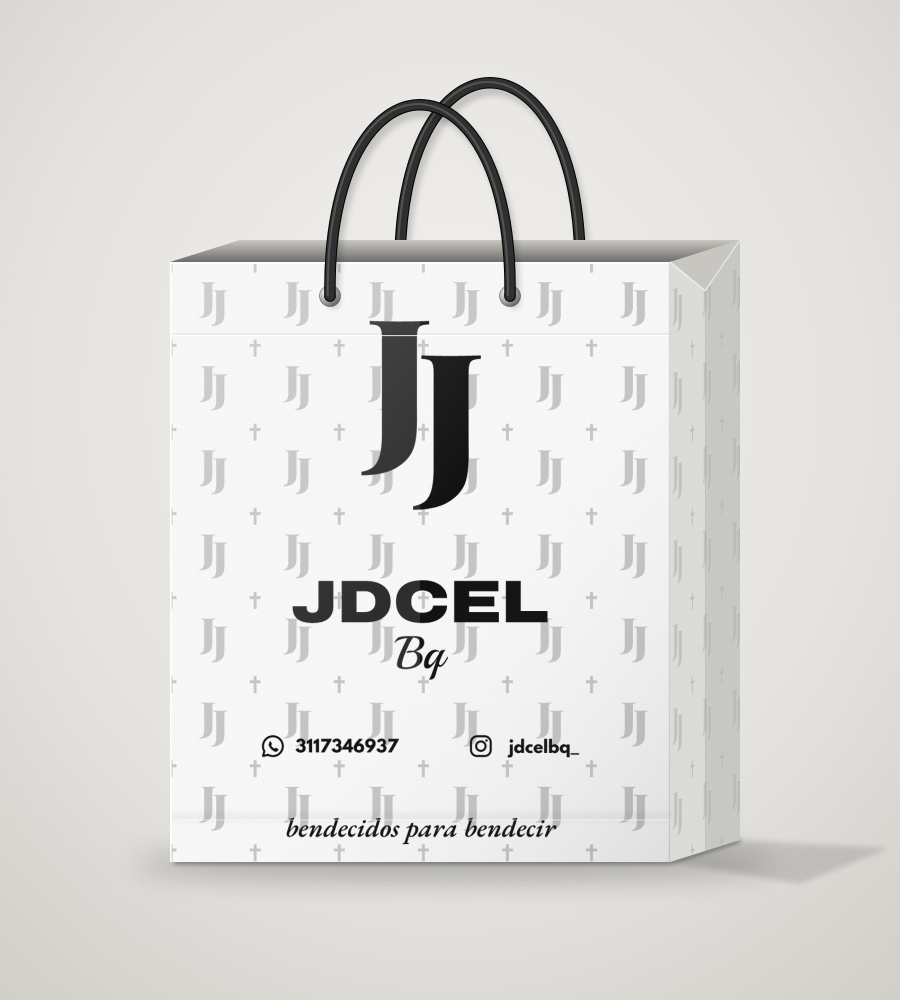 JJ
JDCEL
Bq
3117346937 jdcelbq_
bendecidos para bendecir